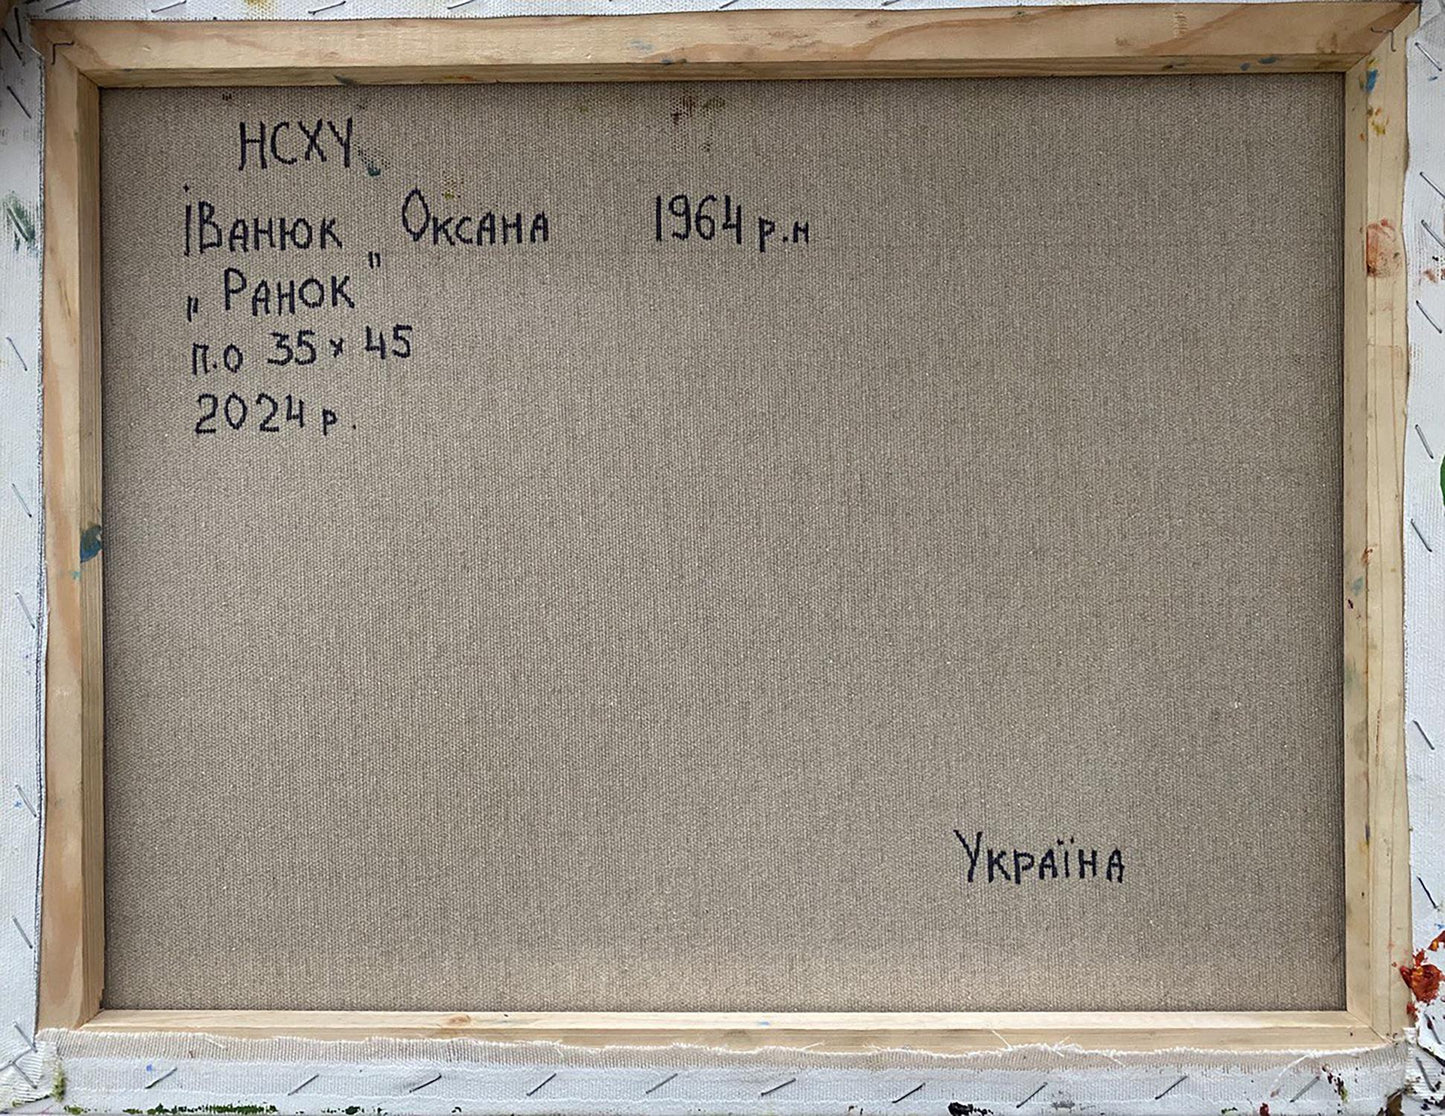 НСХУ
Іванюк Оксана 1964 р.н
„Ранок"
п.о 35 х 45
2024 р.
Україна